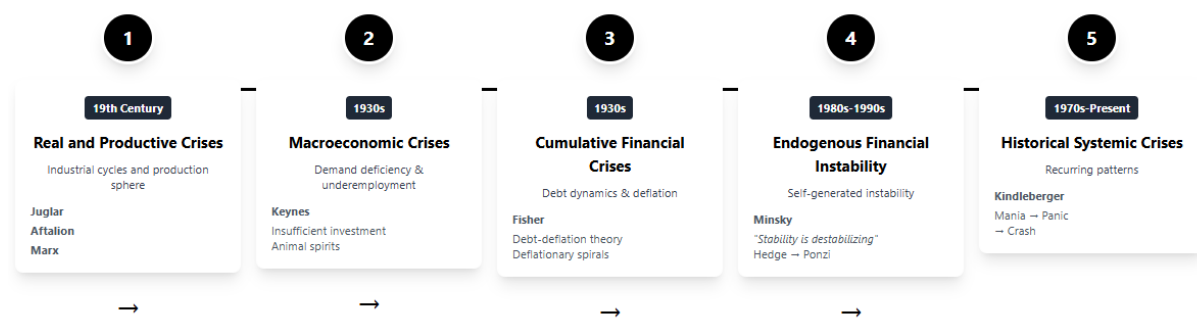 1
19th Century
Real and Productive Crises
Industrial cycles and production
sphere
Juglar
Aftalion
Marx
→
2
1930s
Macroeconomic Crises
Demand deficiency &
underemployment
Keynes
Insufficient investment
Animal spirits
→
3
1930s
Cumulative Financial
Crises
Debt dynamics & deflation
Fisher
Debt-deflation theory
Deflationary spirals
→
4
1980s-1990s
Endogenous Financial
Instability
Self-generated instability
Minsky
"Stability is destabilizing"
Hedge → Ponzi
→
5
1970s-Present
Historical Systemic Crises
Recurring patterns
Kindleberger
Mania → Panic
→ Crash